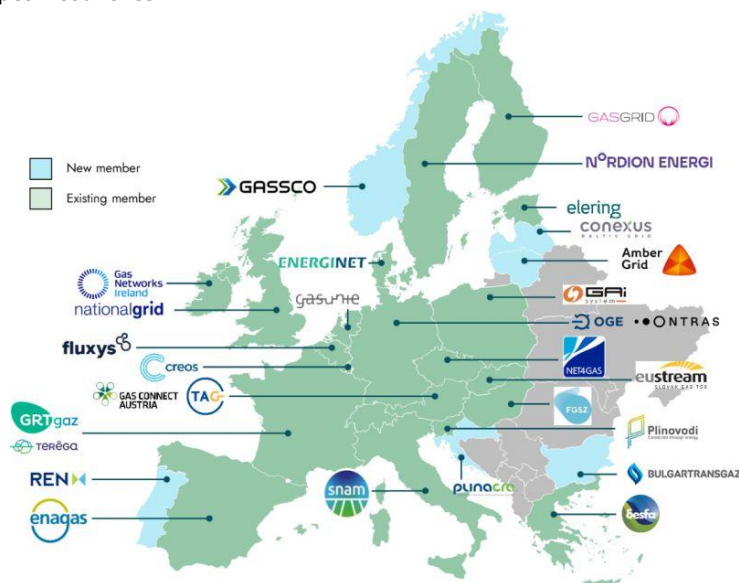 GASGRID
NORDION ENERGI
New member
Existing member
GASSCO
elering
conexus
BALTIC GRID
ENERGINET
Amber
Grid
Gas
Networks
Ireland
nationalgrid
gasunie
GAZ
system
OGE
ONTRAS
fluxys
creos
NET4GAS
eustream
SLOVAK GAS TSO
GAS CONNECT
AUSTRIA
TAG
FGSZ
GRTgaz
TERÉGA
Plinovodi
Connected through energy
REN
plinacro
BULGARTRANSGAZ
snam
enagas
desfa